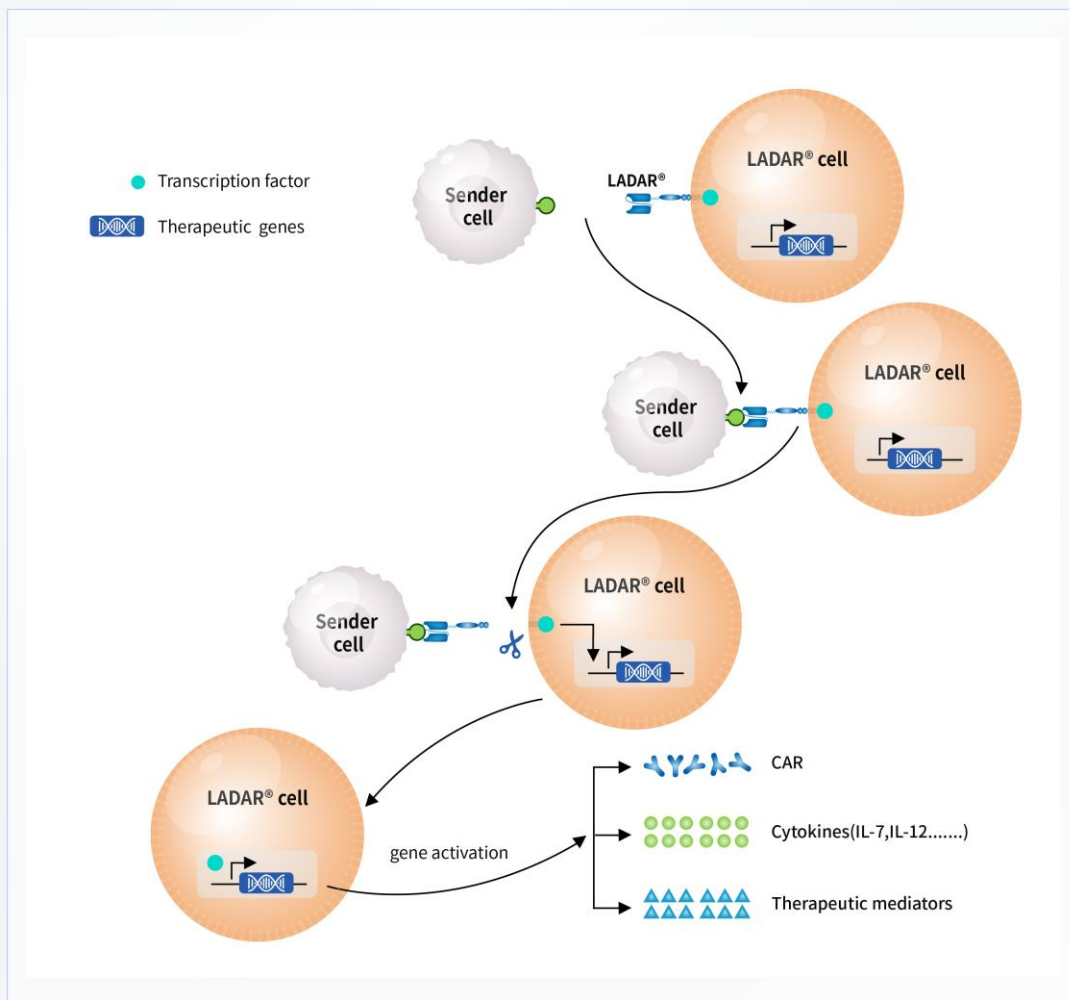 Transcription factor
Therapeutic genes
Sender
cell
LADAR®
LADAR® cell
Sender
cell
LADAR® cell
Sender
cell
LADAR® cell
LADAR® cell
gene activation
CAR
Cytokines(IL-7,IL-12.......)
Therapeutic mediators